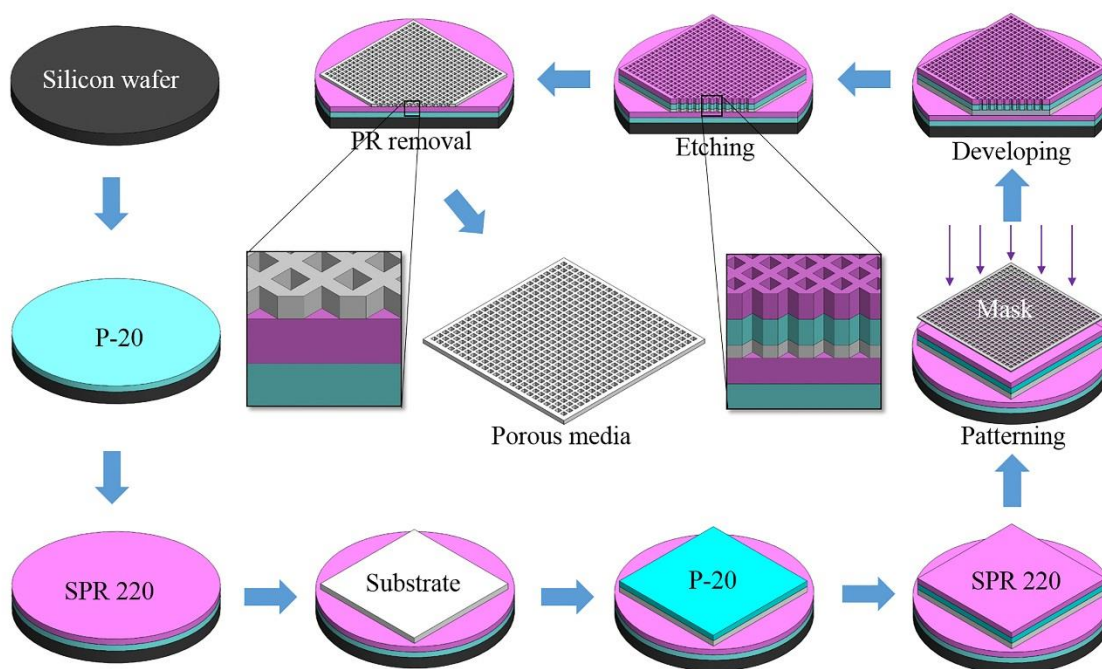 Silicon wafer
PR removal
Etching
Developing
P-20
Porous media
Mask
Patterning
SPR 220
Substrate
P-20
SPR 220